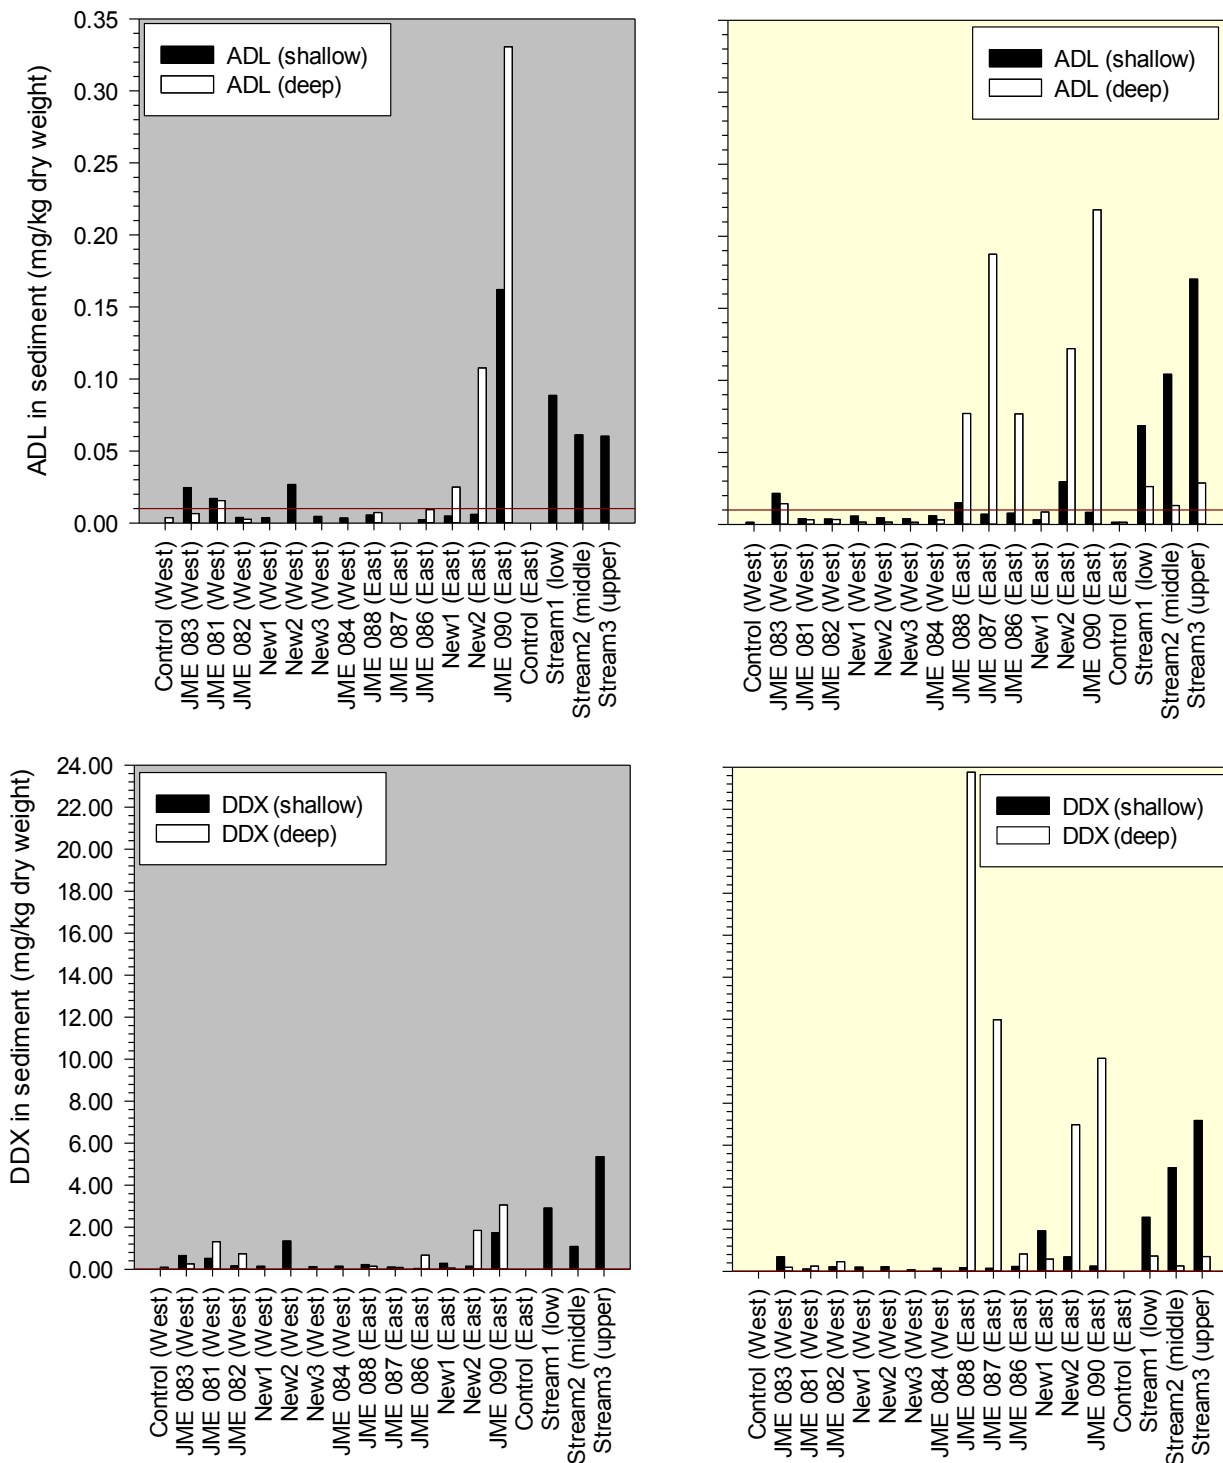 ADL in sediment (mg/kg dry weight)
0.35
0.30
0.25
0.20
0.15
0.10
0.05
0.00
ADL (shallow)
ADL (deep)
Control (West)
JME 083 (West)
JME 081 (West)
JME 082 (West)
New1 (West)
New2 (West)
New3 (West)
JME 084 (West)
JME 088 (East)
JME 087 (East)
JME 086 (East)
New1 (East)
New2 (East)
JME 090 (East)
Control (East)
Stream1 (low)
Stream2 (middle)
Stream3 (upper)
ADL (shallow)
ADL (deep)
Control (West)
JME 083 (West)
JME 081 (West)
JME 082 (West)
New1 (West)
New2 (West)
New3 (West)
JME 084 (West)
JME 088 (East)
JME 087 (East)
JME 086 (East)
New1 (East)
New2 (East)
JME 090 (East)
Control (East)
Stream1 (low)
Stream2 (middle)
Stream3 (upper)
DDX in sediment (mg/kg dry weight)
24.00
22.00
20.00
18.00
16.00
14.00
12.00
10.00
8.00
6.00
4.00
2.00
0.00
DDX (shallow)
DDX (deep)
Control (West)
JME 083 (West)
JME 081 (West)
JME 082 (West)
New1 (West)
New2 (West)
New3 (West)
JME 084 (West)
JME 088 (East)
JME 087 (East)
JME 086 (East)
New1 (East)
New2 (East)
JME 090 (East)
Control (East)
Stream1 (low)
Stream2 (middle)
Stream3 (upper)
DDX (shallow)
DDX (deep)
Control (West)
JME 083 (West)
JME 081 (West)
JME 082 (West)
New1 (West)
New2 (West)
New3 (West)
JME 084 (West)
JME 088 (East)
JME 087 (East)
JME 086 (East)
New1 (East)
New2 (East)
JME 090 (East)
Control (East)
Stream1 (low)
Stream2 (middle)
Stream3 (upper)